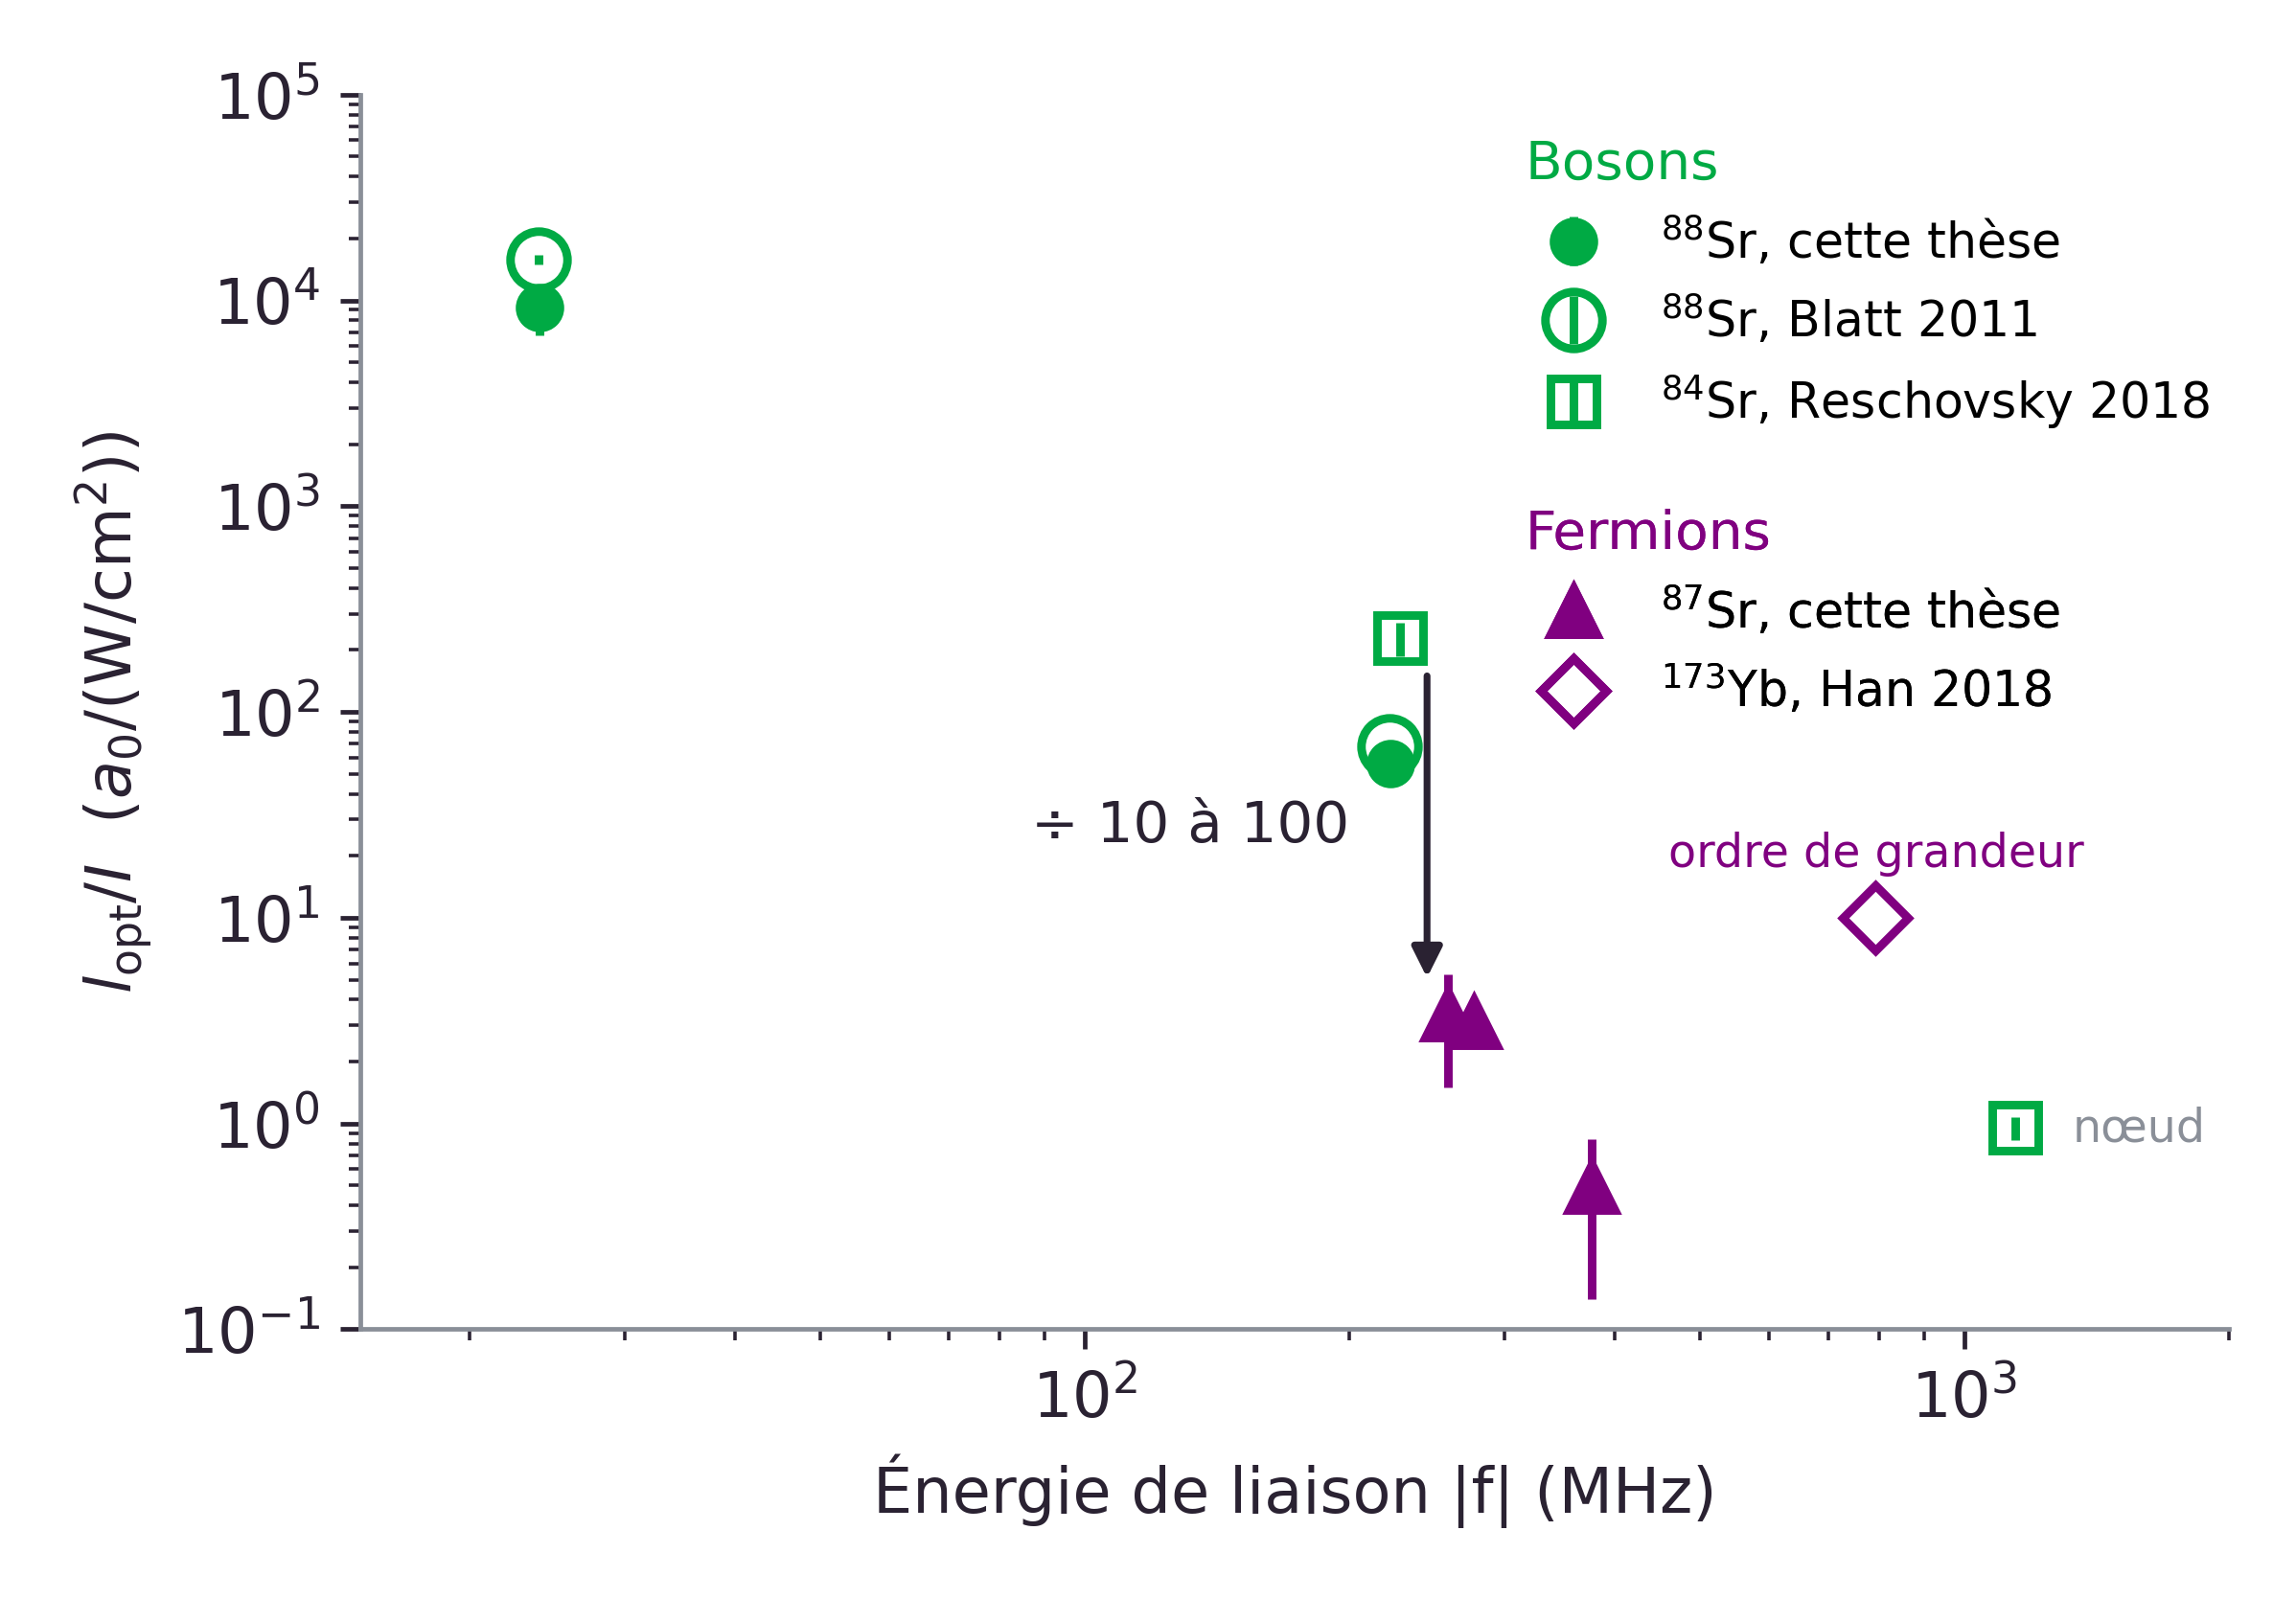 10⁵
10⁴
10³
10²
10¹
10⁰
10⁻¹
l_opt/I (a₀/(W/cm²))
Bosons
⁸⁸Sr, cette thèse
⁸⁸Sr, Blatt 2011
⁸⁴Sr, Reschovsky 2018
Fermions
⁸⁷Sr, cette thèse
¹⁷³Yb, Han 2018
÷ 10 à 100
ordre de grandeur
nœud
10²
10³
Énergie de liaison |f| (MHz)